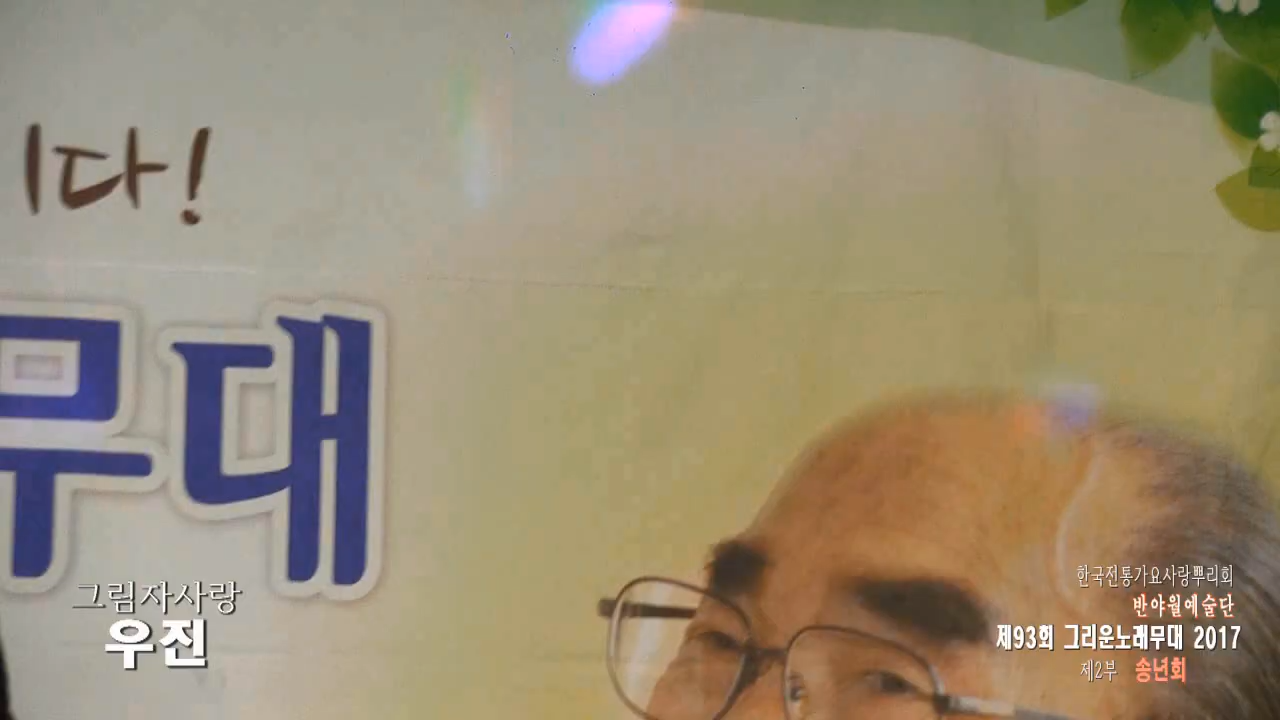 니다!
무대
그림자사랑
우진
한국전통가요사랑뿌리회
반야월예술단
제93회 그리운노래무대 2017
제2부 송년회